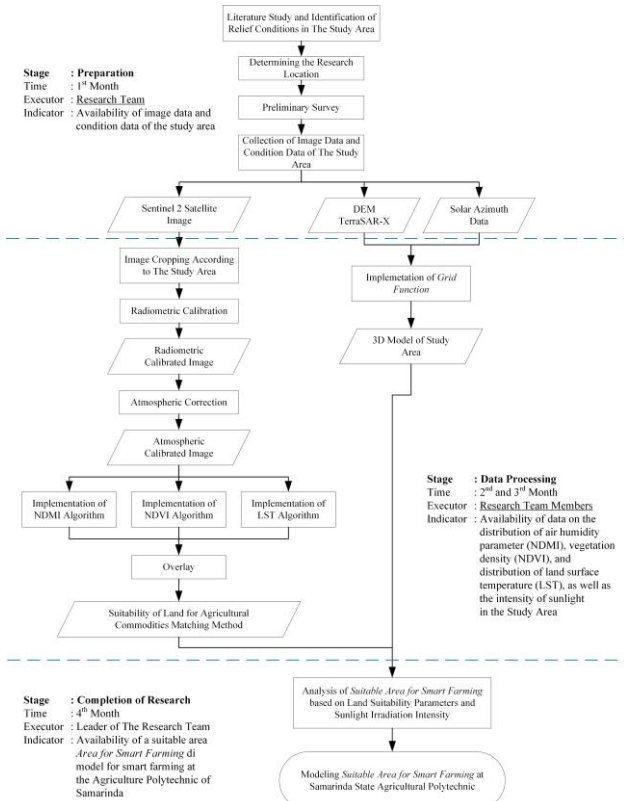 Literature Study and Identification of
Relief Conditions in The Study Area
Determining the Research
Location
Preliminary Survey
Collection of Image Data and
Condition Data of The Study
Area
Stage : Preparation
Time : 1st Month
Executor : Research Team
Indicator : Availability of image data and
condition data of the study area
Sentinel 2 Satellite
Image
DEM
TerraSAR-X
Solar Azimuth
Data
Image Cropping According
to The Study Area
Radiometric Calibration
Radiometric
Calibrated Image
Atmospheric Correction
Atmospheric
Calibrated Image
Implementation of
NDMI Algorithm
Implementation of
NDVI Algorithm
Implementation of
LST Algorithm
Overlay
Suitability of Land for Agricultural
Commodities Matching Method
Implemetation of Grid
Function
3D Model of Study
Area
Stage : Data Processing
Time : 2nd and 3rd Month
Executor : Research Team Members
Indicator : Availability of data on the
distribution of air humidity
parameter (NDMI), vegetation
density (NDVI), and
distribution of land surface
temperature (LST), as well as
the intensity of sunlight
in the Study Area
Stage : Completion of Research
Time : 4th Month
Executor : Leader of The Research Team
Indicator : Availability of a suitable area
Area for Smart Farming di
model for smart farming at
the Agriculture Polytechnic of
Samarinda
Analysis of Suitable Area for Smart Farming
based on Land Suitability Parameters and
Sunlight Irradiation Intensity
Modeling Suitable Area for Smart Farming at
Samarinda State Agricultural Polytechnic